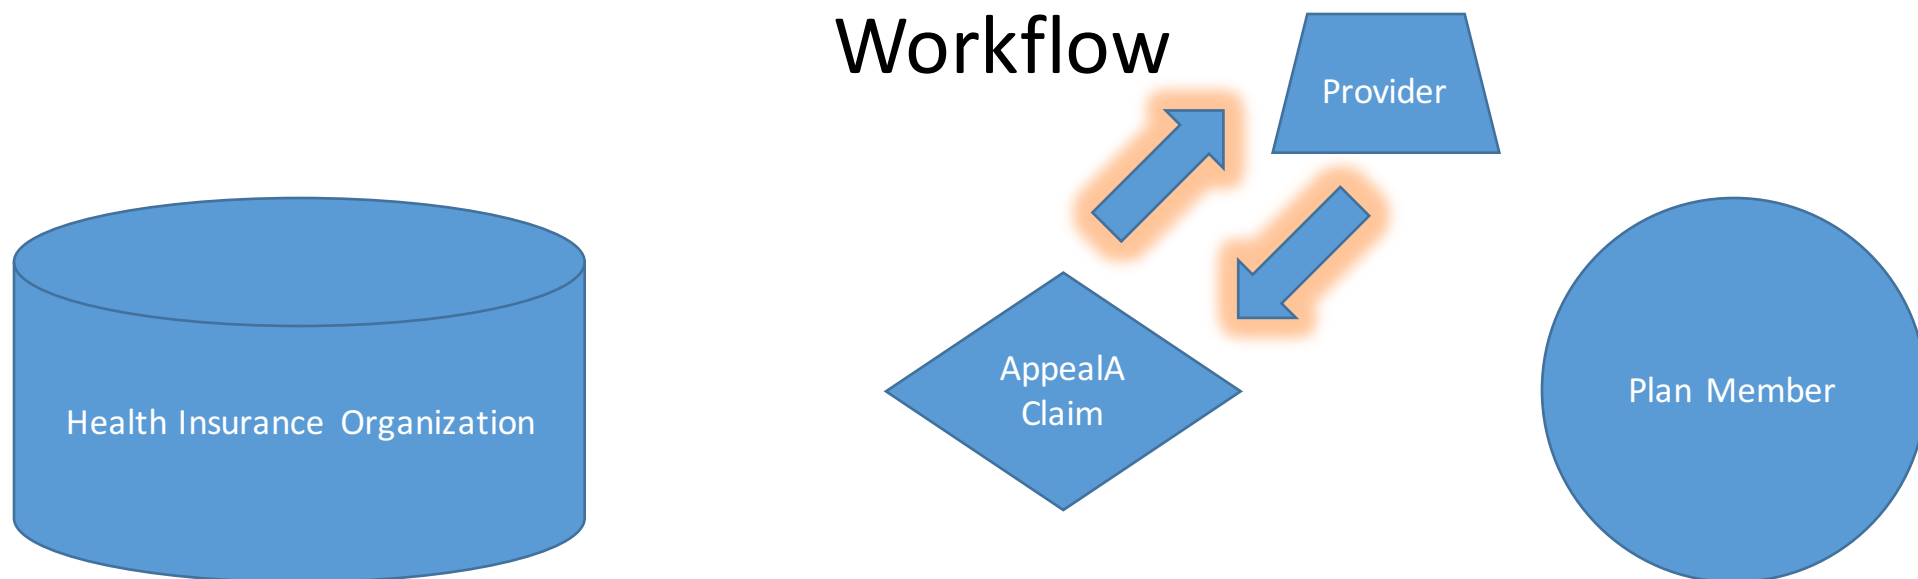 Workflow
Provider
AppealA
Claim
Health Insurance Organization
Plan Member